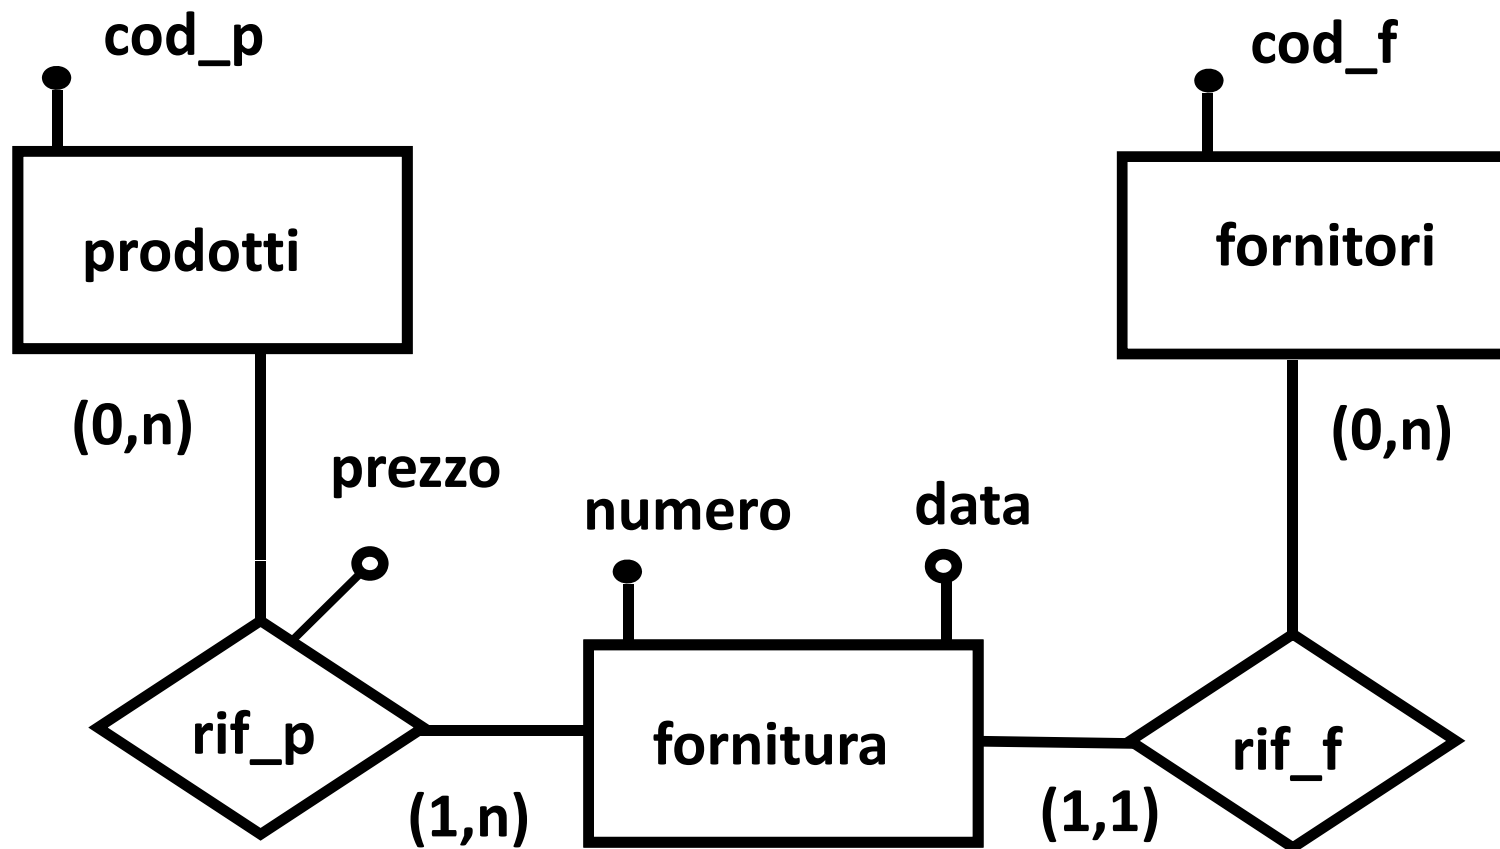 cod_p
cod_f
prodotti
fornitori
(0,n)
(0,n)
prezzo
numero
data
rif_p
fornitura
rif_f
(1,n)
(1,1)